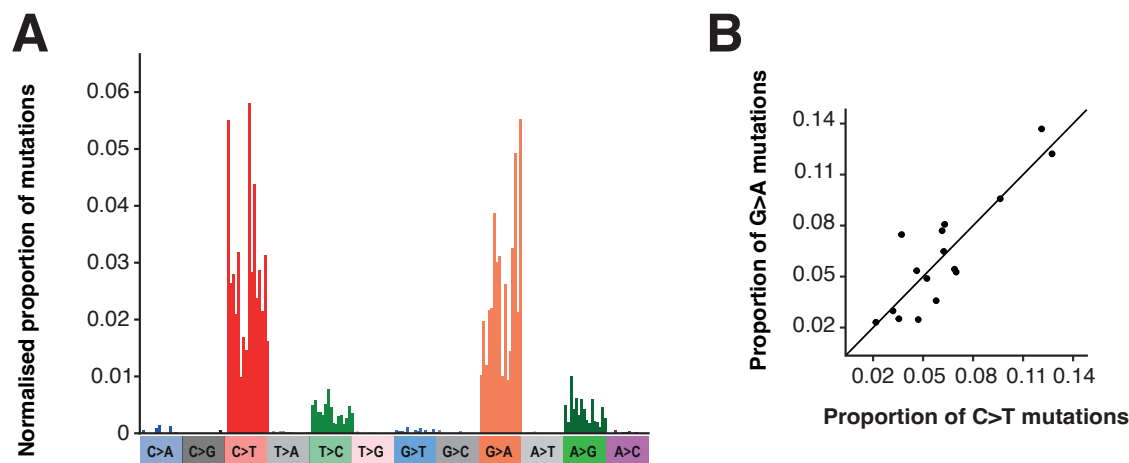 A
Normalised proportion of mutations
0.06
0.05
0.04
0.03
0.02
0.01
0
C>A C>G C>T T>A T>C T>G G>T G>C G>A A>T A>G A>C
B
Proportion of G>A mutations
0.14
0.11
0.08
0.05
0.02
0.02 0.05 0.08 0.11 0.14
Proportion of C>T mutations